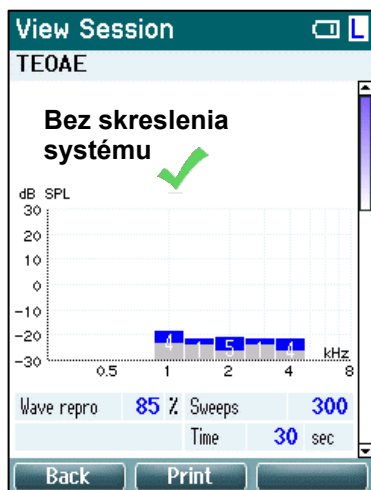 View Session L
TEOAE
Bez skreslenia
systému
dB SPL
30
20
10
0
-10
-20
-30
4 1 5 1 4
kHz
0.5 1 2 4 8
Wave repro 85 % Sweeps 300
Time 30 sec
Back Print